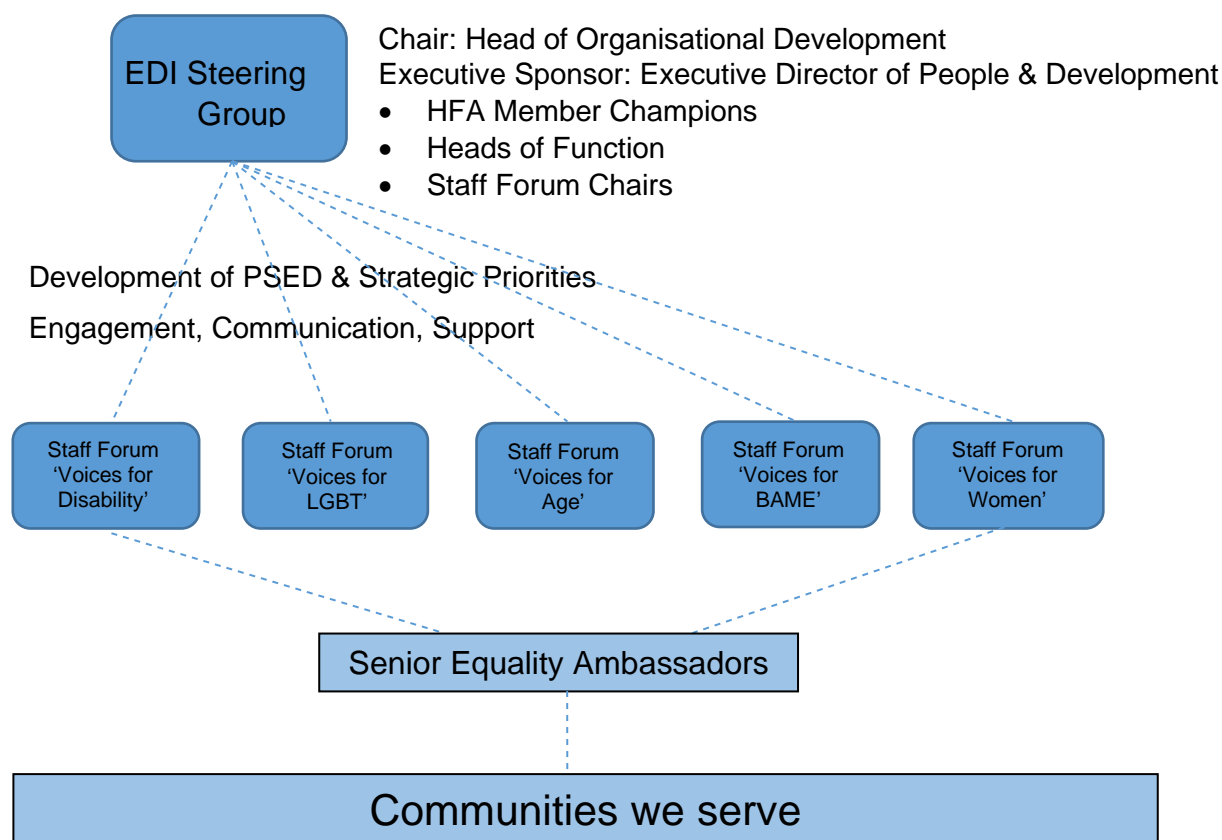 EDI Steering
Group
Chair: Head of Organisational Development
Executive Sponsor: Executive Director of People & Development
• HFA Member Champions
• Heads of Function
• Staff Forum Chairs
Development of PSED & Strategic Priorities
Engagement, Communication, Support
Staff Forum
‘Voices for
Disability’
Staff Forum
‘Voices for
LGBT’
Staff Forum
‘Voices for
Age’
Staff Forum
‘Voices for
BAME’
Staff Forum
‘Voices for
Women’
Senior Equality Ambassadors
Communities we serve